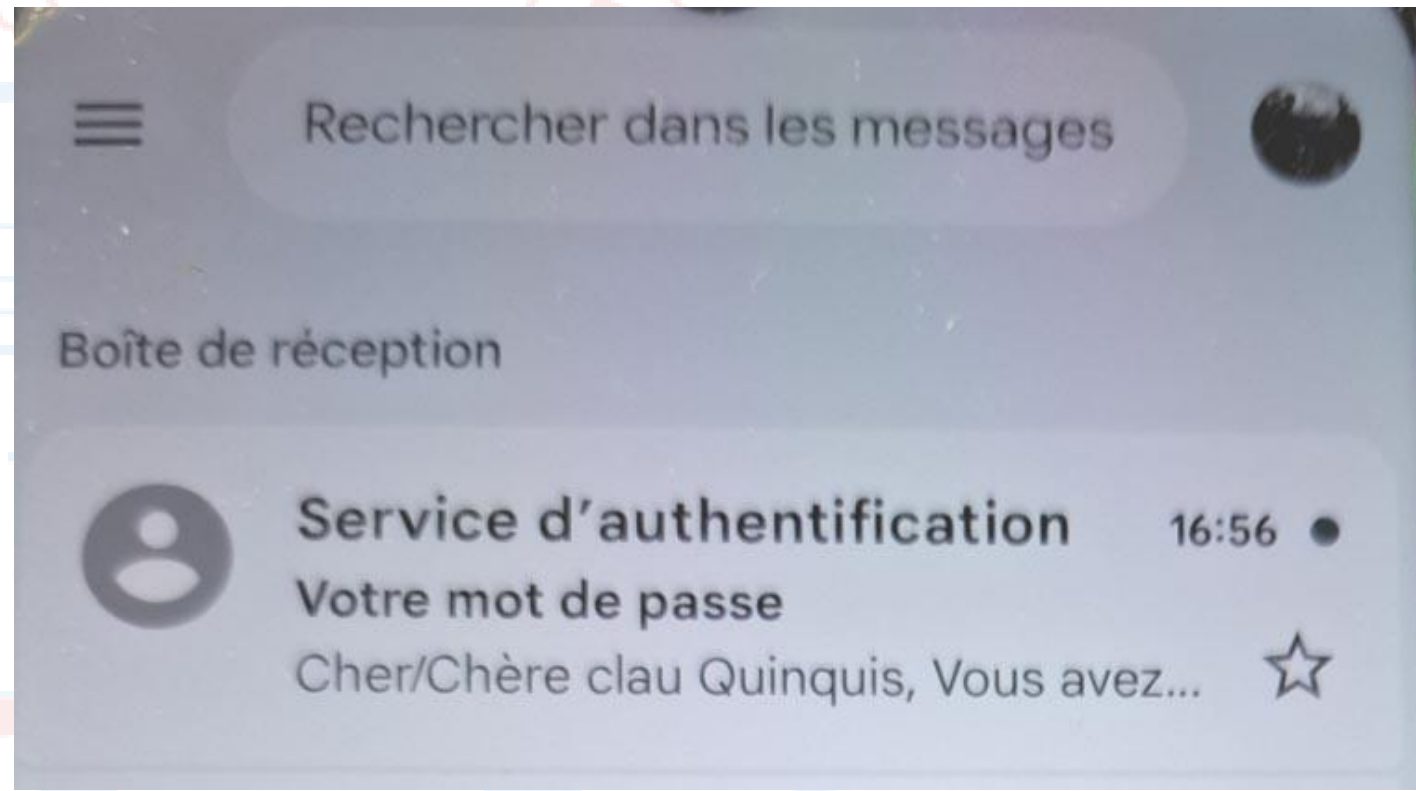 Rechercher dans les messages
Boîte de réception
Service d'authentification 16:56
Votre mot de passe
Cher/Chère clau Quinquis, Vous avez...